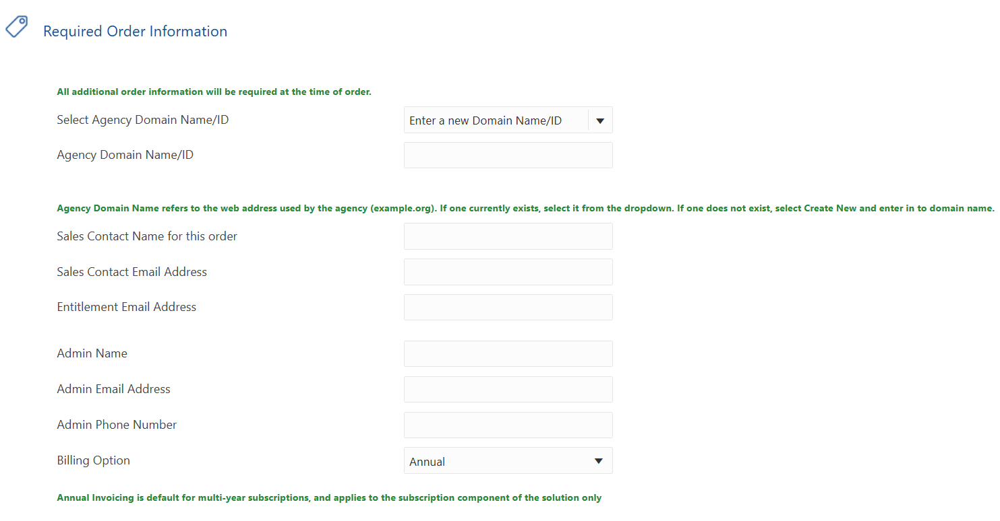 Required Order Information
All additional order information will be required at the time of order.
Select Agency Domain Name/ID
Enter a new Domain Name/ID
Agency Domain Name/ID
Agency Domain Name refers to the web address used by the agency (example.org). If one currently exists, select it from the dropdown. If one does not exist, select Create New and enter in to domain name.
Sales Contact Name for this order
Sales Contact Email Address
Entitlement Email Address
Admin Name
Admin Email Address
Admin Phone Number
Billing Option
Annual
Annual Invoicing is default for multi-year subscriptions, and applies to the subscription component of the solution only